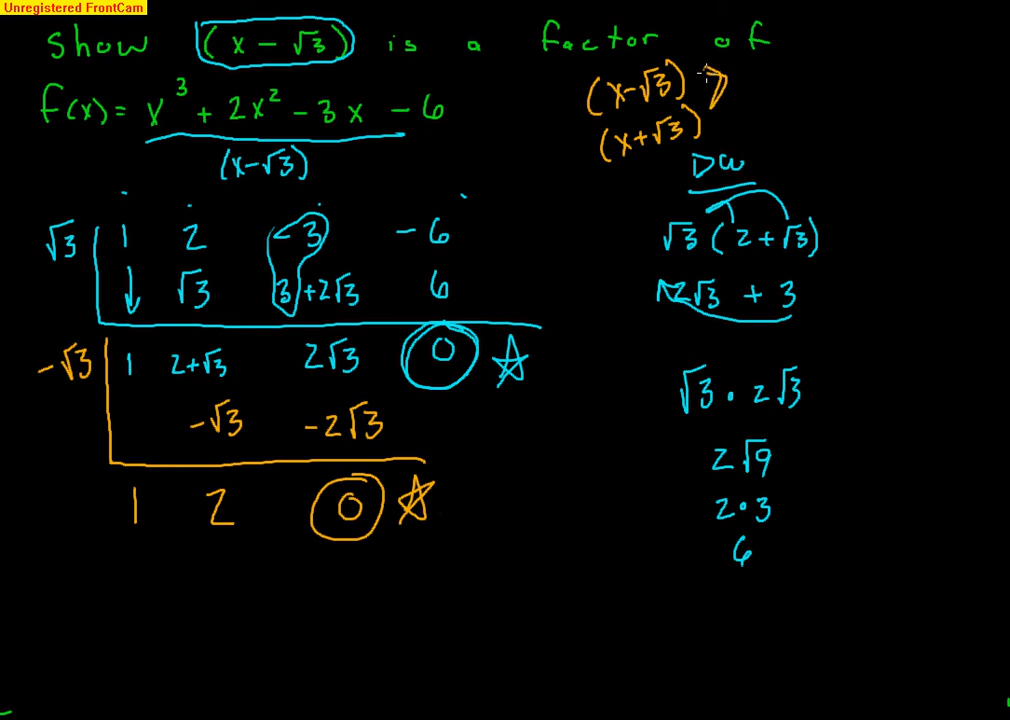 Unregistered FrontCam
show (x - √3) is a factor of
f(x) = x³ + 2x² - 3x - 6
(x-√3)
(x-√3)
(x+√3)
√3 1 2 -3 -6
√3 3+2√3 6
-√3 1 2+√3 2√3 0
-√3 -2√3
1 2 0
√3(2+√3)
2√3 + 3
√3 · 2√3
2√9
2·3
6